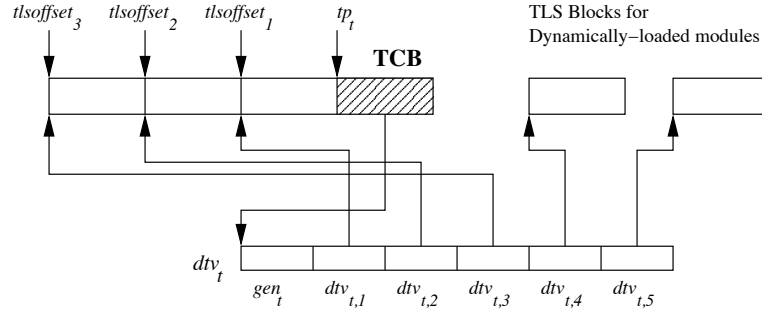 tlsoffset₃ tlsoffset₂ tlsoffset₁ tpₜ TLS Blocks for
Dynamically−loaded modules
TCB
dtvₜ
genₜ dtvₜ,₁ dtvₜ,₂ dtvₜ,₃ dtvₜ,₄ dtvₜ,₅